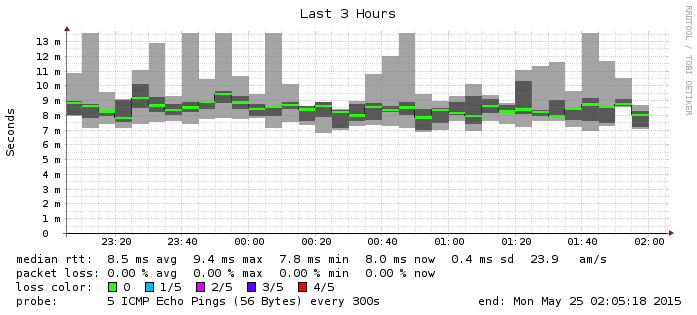 Last 3 Hours
RRDTOOL / TOBI OETIKER
Seconds
13 m
12 m
11 m
10 m
9 m
8 m
7 m
6 m
5 m
4 m
3 m
2 m
1 m
0
23:20 23:40 00:00 00:20 00:40 01:00 01:20 01:40 02:00
median rtt: 8.5 ms avg 9.4 ms max 7.8 ms min 8.0 ms now 0.4 ms sd 23.9 am/s
packet loss: 0.00 % avg 0.00 % max 0.00 % min 0.00 % now
loss color: 0 1/5 2/5 3/5 4/5
probe: 5 ICMP Echo Pings (56 Bytes) every 300s end: Mon May 25 02:05:18 2015